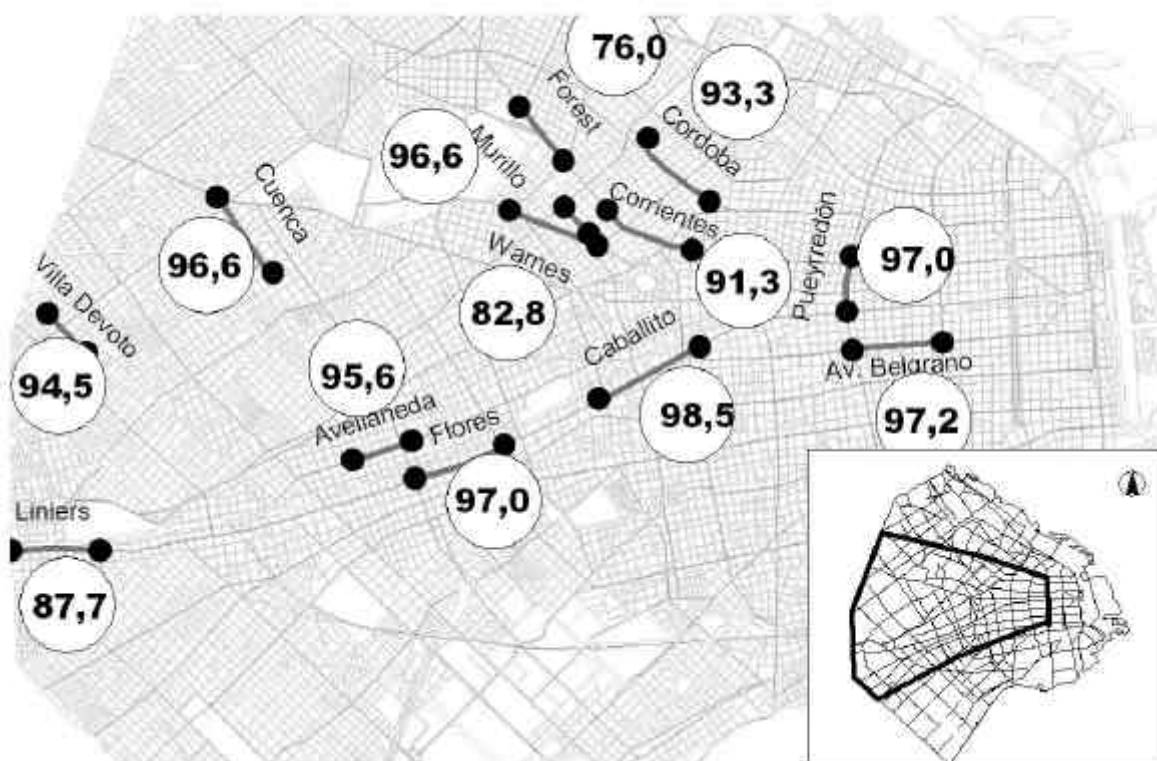 76,0
Forest
93,3
Cordoba
96,6
Murillo
Corrientes
Cuenca
96,6
Warnes
Pueyrredón
97,0
91,3
Villa Devoto
82,8
Caballito
94,5
95,6
Av. Belgrano
Avellaneda
Flores
98,5
97,2
97,0
Liniers
87,7